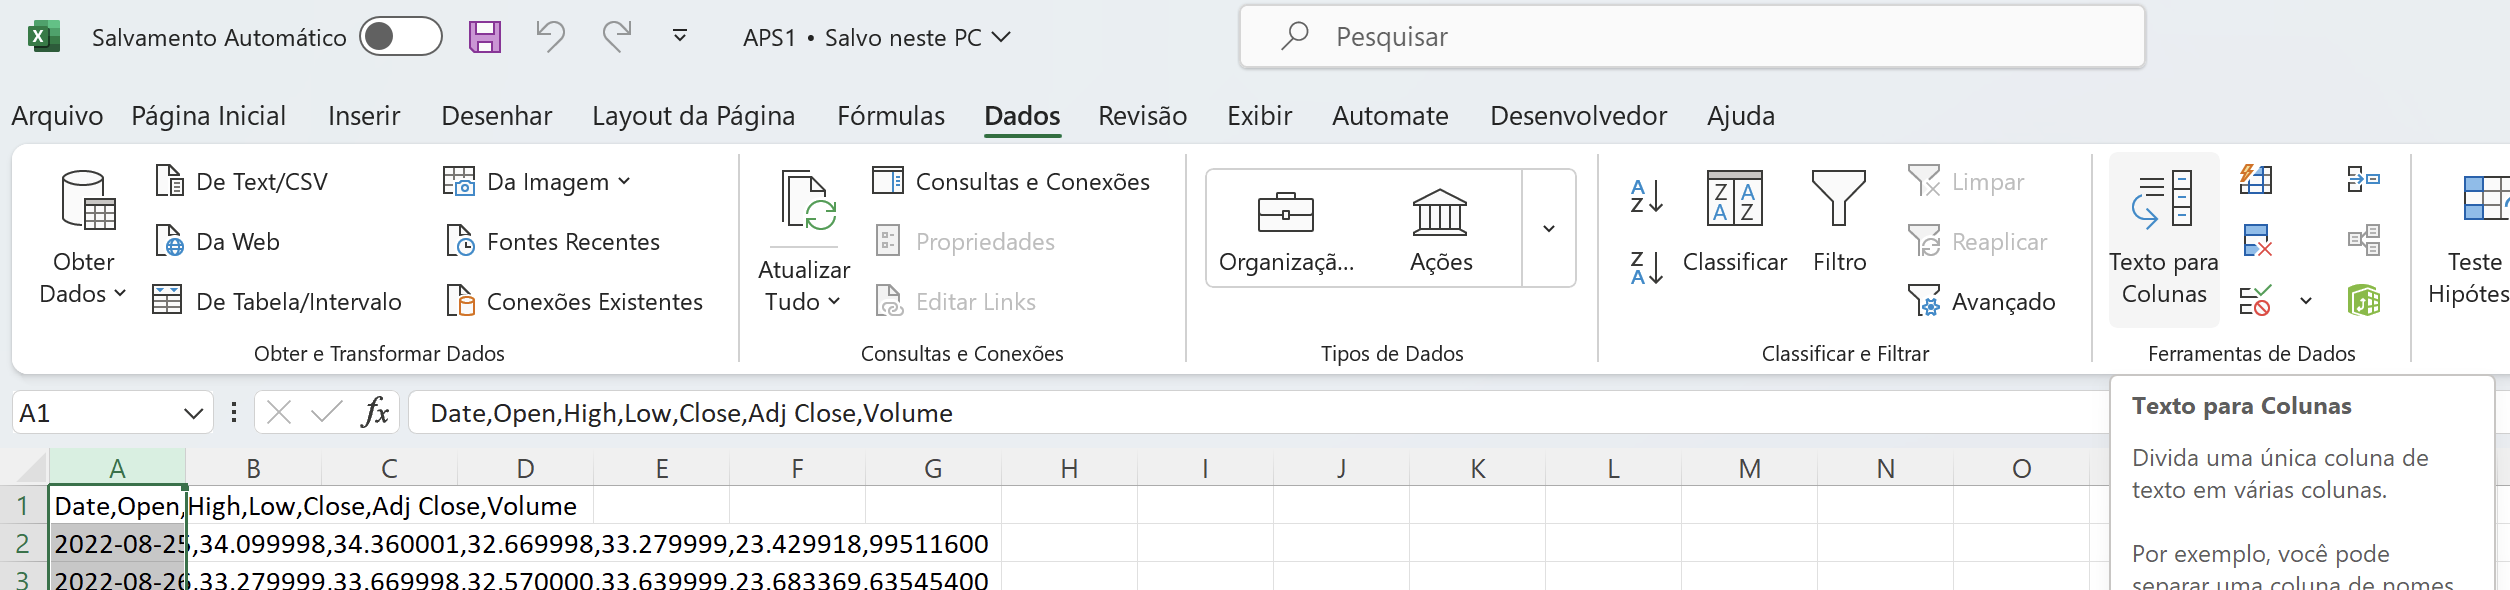 Salvamento Automático
APS1 • Salvo neste PC
Pesquisar
Arquivo Página Inicial Inserir Desenhar Layout da Página Fórmulas Dados Revisão Exibir Automate Desenvolvedor Ajuda
Obter Dados
De Text/CSV
Da Web
De Tabela/Intervalo
Da Imagem
Fontes Recentes
Conexões Existentes
Obter e Transformar Dados
Atualizar Tudo
Consultas e Conexões
Propriedades
Editar Links
Consultas e Conexões
Organizaçã...
Ações
Tipos de Dados
Classificar
Filtro
Limpar
Reaplicar
Avançado
Classificar e Filtrar
Texto para Colunas
Ferramentas de Dados
Teste
Hipótes
A1
fx
Date,Open,High,Low,Close,Adj Close,Volume
A B C D E F G H I J K L M N O
1 Date,Open,High,Low,Close,Adj Close,Volume
2 2022-08-25,34.099998,34.360001,32.669998,33.279999,23.429918,99511600
3 2022-08-26,33.279999,33.669998,32.570000,33.639999,23.683369,63545400
Texto para Colunas
Divida uma única coluna de
texto em várias colunas.
Por exemplo, você pode
separar uma coluna de nomes